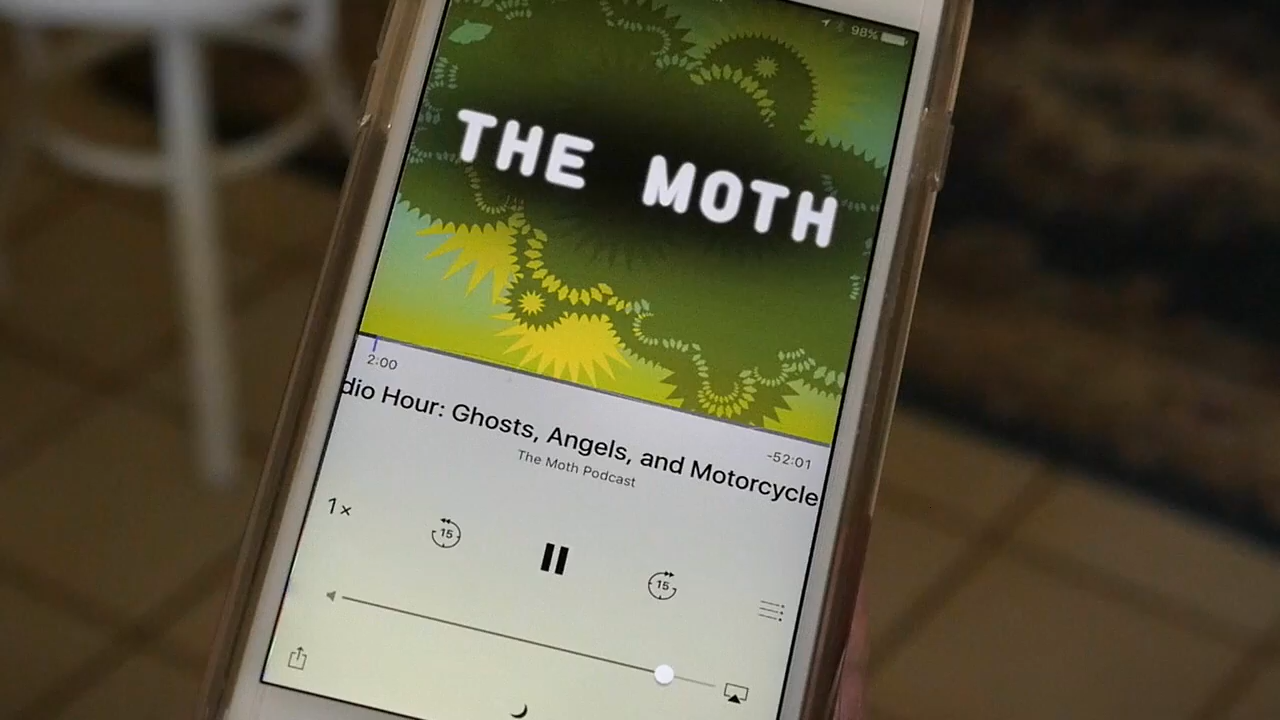 98%
THE MOTH
2:00
-52:01
dio Hour: Ghosts, Angels, and Motorcycle
The Moth Podcast
1×
15
15